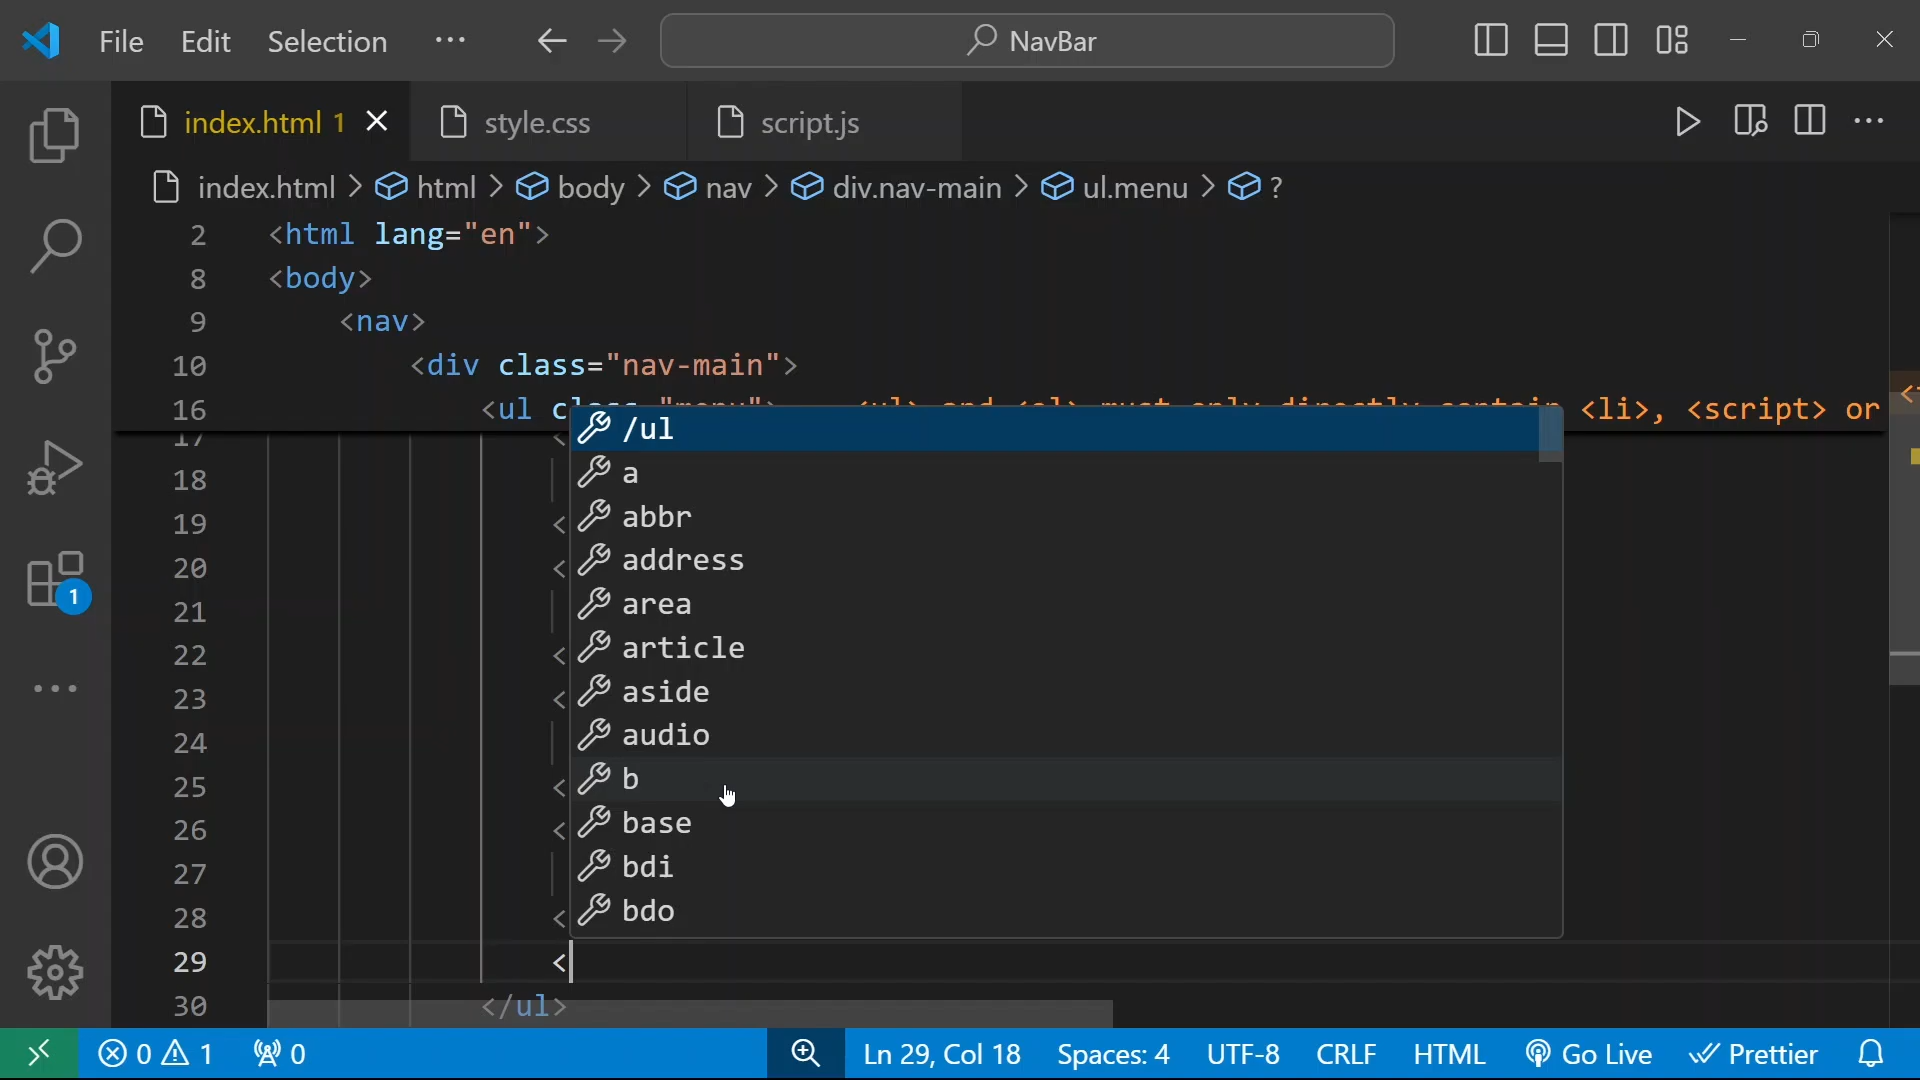 File Edit Selection ··· NavBar
index.html 1 style.css script.js
index.html > html > body > nav > div.nav-main > ul.menu > ?
2 <html lang="en">
8 <body>
9 <nav>
10 <div class="nav-main">
16 <ul class="menu"> <ul> and <ol> must only directly contain <li>, <script> or
17 <
/ul
18
a
19 <
abbr
20 <
address
21
area
22 <
article
23 <
aside
24
audio
25 <
b
26 <
base
27
bdi
28 <
bdo
29 <
30 </ul>
1
0 1 0 Ln 29, Col 18 Spaces: 4 UTF-8 CRLF HTML Go Live Prettier